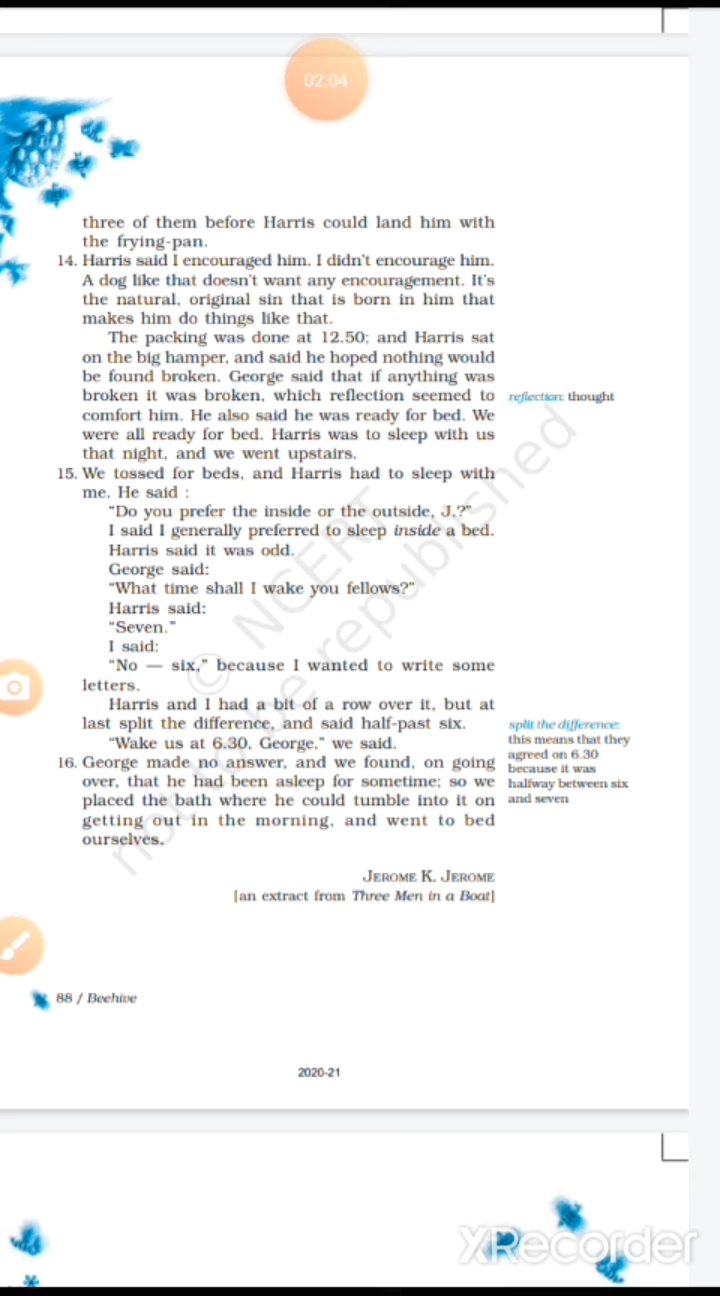 02:04
three of them before Harris could land him with
the frying-pan.
14. Harris said I encouraged him. I didn't encourage him.
A dog like that doesn't want any encouragement. It's
the natural, original sin that is born in him that
makes him do things like that.
The packing was done at 12.50; and Harris sat
on the big hamper, and said he hoped nothing would
be found broken. George said that if anything was
broken it was broken, which reflection seemed to
reflection: thought
comfort him. He also said he was ready for bed. We
were all ready for bed. Harris was to sleep with us
that night, and we went upstairs.
15. We tossed for beds, and Harris had to sleep with
me. He said :
"Do you prefer the inside or the outside, J.?"
I said I generally preferred to sleep inside a bed.
Harris said it was odd.
George said:
"What time shall I wake you fellows?"
Harris said:
"Seven."
I said:
"No — six," because I wanted to write some
letters.
Harris and I had a bit of a row over it, but at
last split the difference, and said half-past six.
"Wake us at 6.30, George," we said.
split the difference:
this means that they
agreed on 6.30
because it was
halfway between six
and seven
16. George made no answer, and we found, on going
over, that he had been asleep for sometime; so we
placed the bath where he could tumble into it on
getting out in the morning, and went to bed
ourselves.
JEROME K. JEROME
[an extract from Three Men in a Boat]
© NCERT
not to be republished
88 / Beehive
2020-21
XRecorder